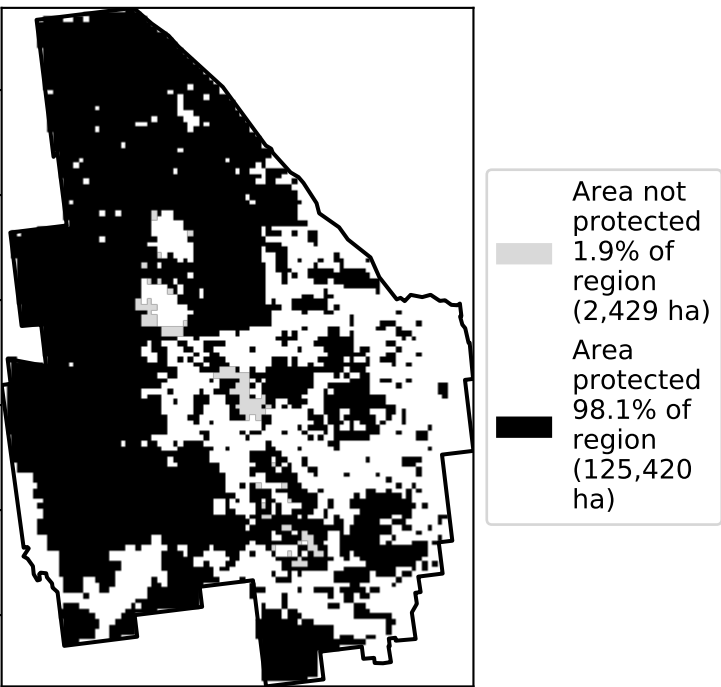 Area not
protected
1.9% of
region
(2,429 ha)
Area
protected
98.1% of
region
(125,420
ha)